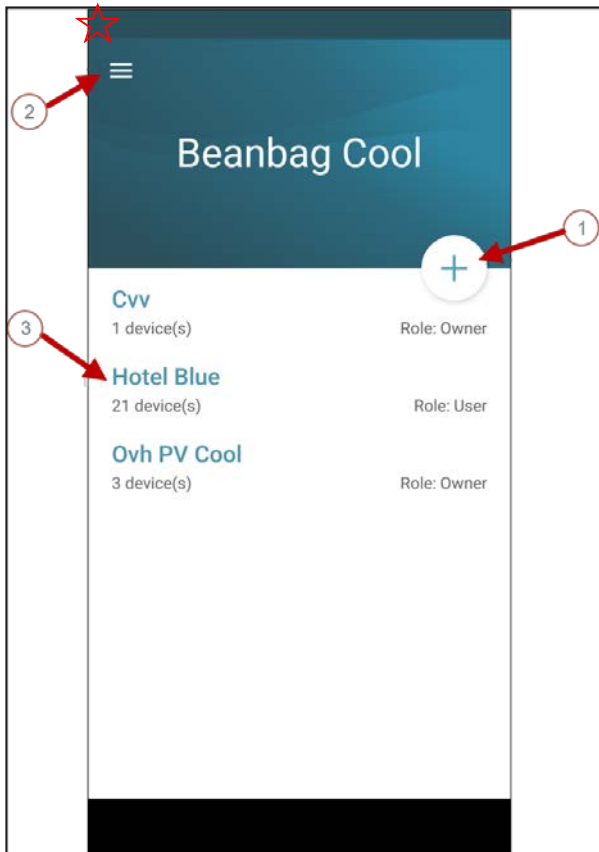 2
Beanbag Cool
1
Cvv
1 device(s) Role: Owner
3
Hotel Blue
21 device(s) Role: User
Ovh PV Cool
3 device(s) Role: Owner